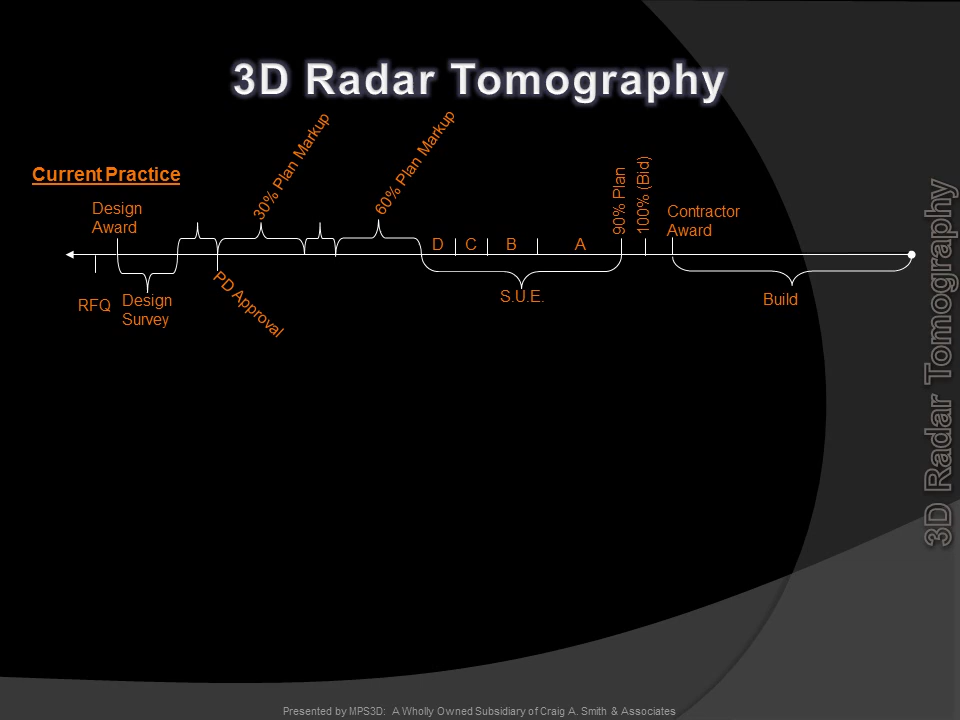 3D Radar Tomography
Current Practice
30% Plan Markup
60% Plan Markup
90% Plan
100% (Bid)
Design
Award
Contractor
Award
D C B A
RFQ
Design
Survey
PD Approval
S.U.E.
Build
3D Radar Tomography
Presented by MPS3D: A Wholly Owned Subsidiary of Craig A. Smith & Associates